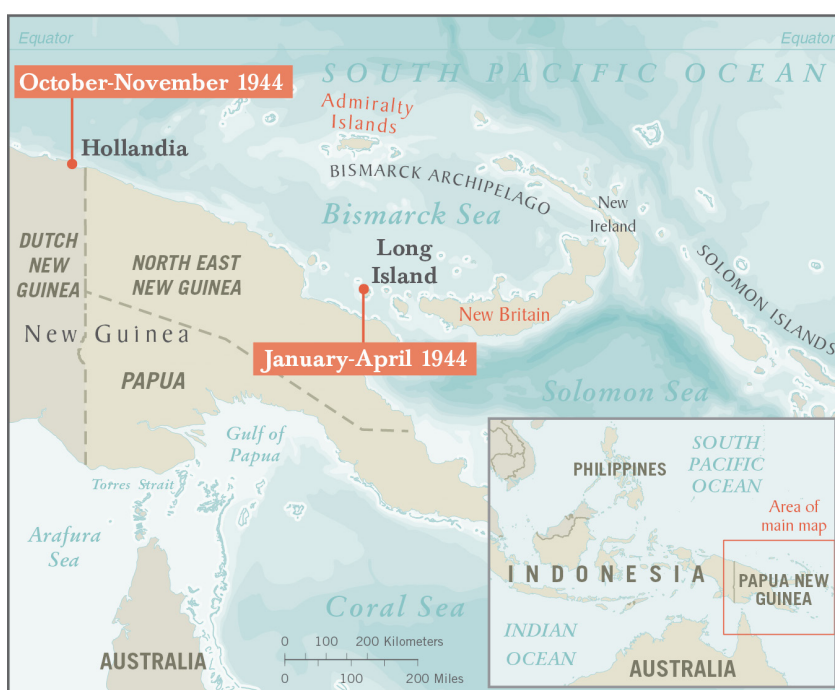 Equator
Equator
SOUTH PACIFIC OCEAN
October-November 1944
Admiralty
Islands
Hollandia
BISMARCK ARCHIPELAGO
Bismarck Sea
New
Ireland
DUTCH
NEW
GUINEA
NORTH EAST
NEW GUINEA
Long
Island
SOLOMON ISLANDS
New Britain
New Guinea
January-April 1944
PAPUA
Solomon Sea
Gulf of
Papua
Torres Strait
Arafura
Sea
Coral Sea
AUSTRALIA
0 100 200 Kilometers
0 100 200 Miles
SOUTH
PACIFIC
OCEAN
PHILIPPINES
Area of
main map
INDONESIA
PAPUA NEW
GUINEA
INDIAN
OCEAN
AUSTRALIA